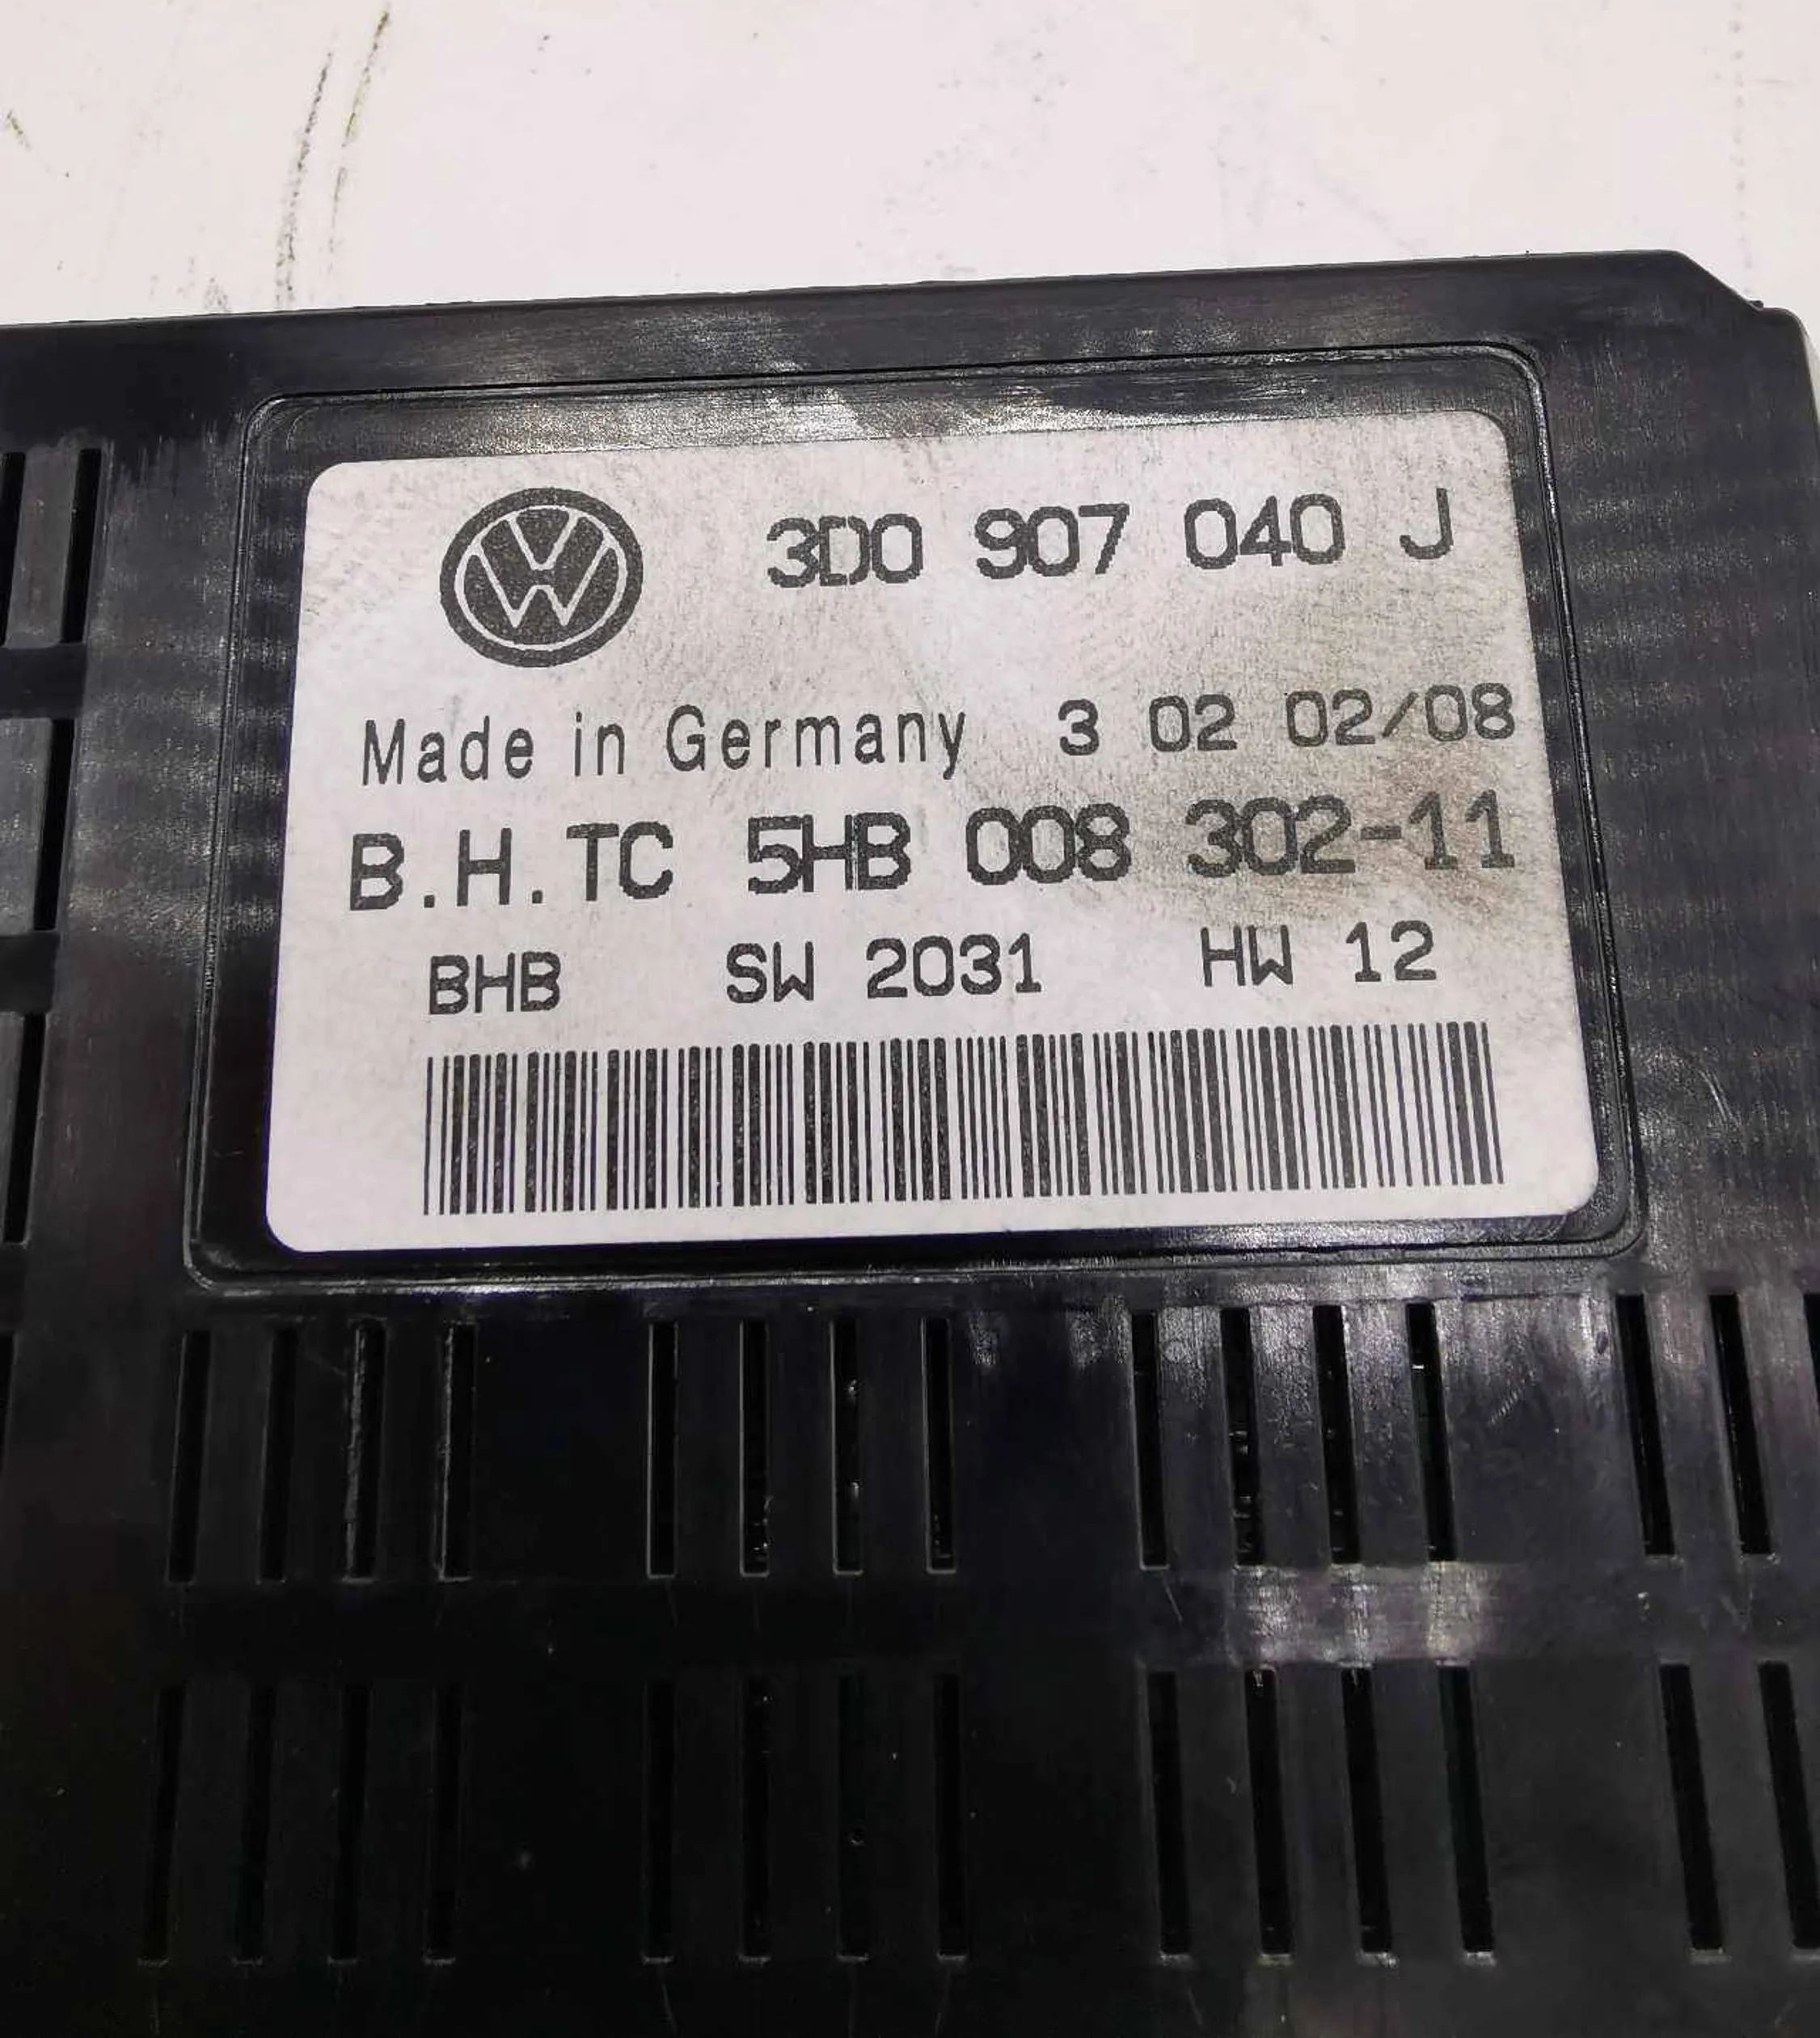 3D0 907 040 J
Made in Germany 3 02 02/08
B.H.TC 5HB 008 302-11
BHB SW 2031 HW 12